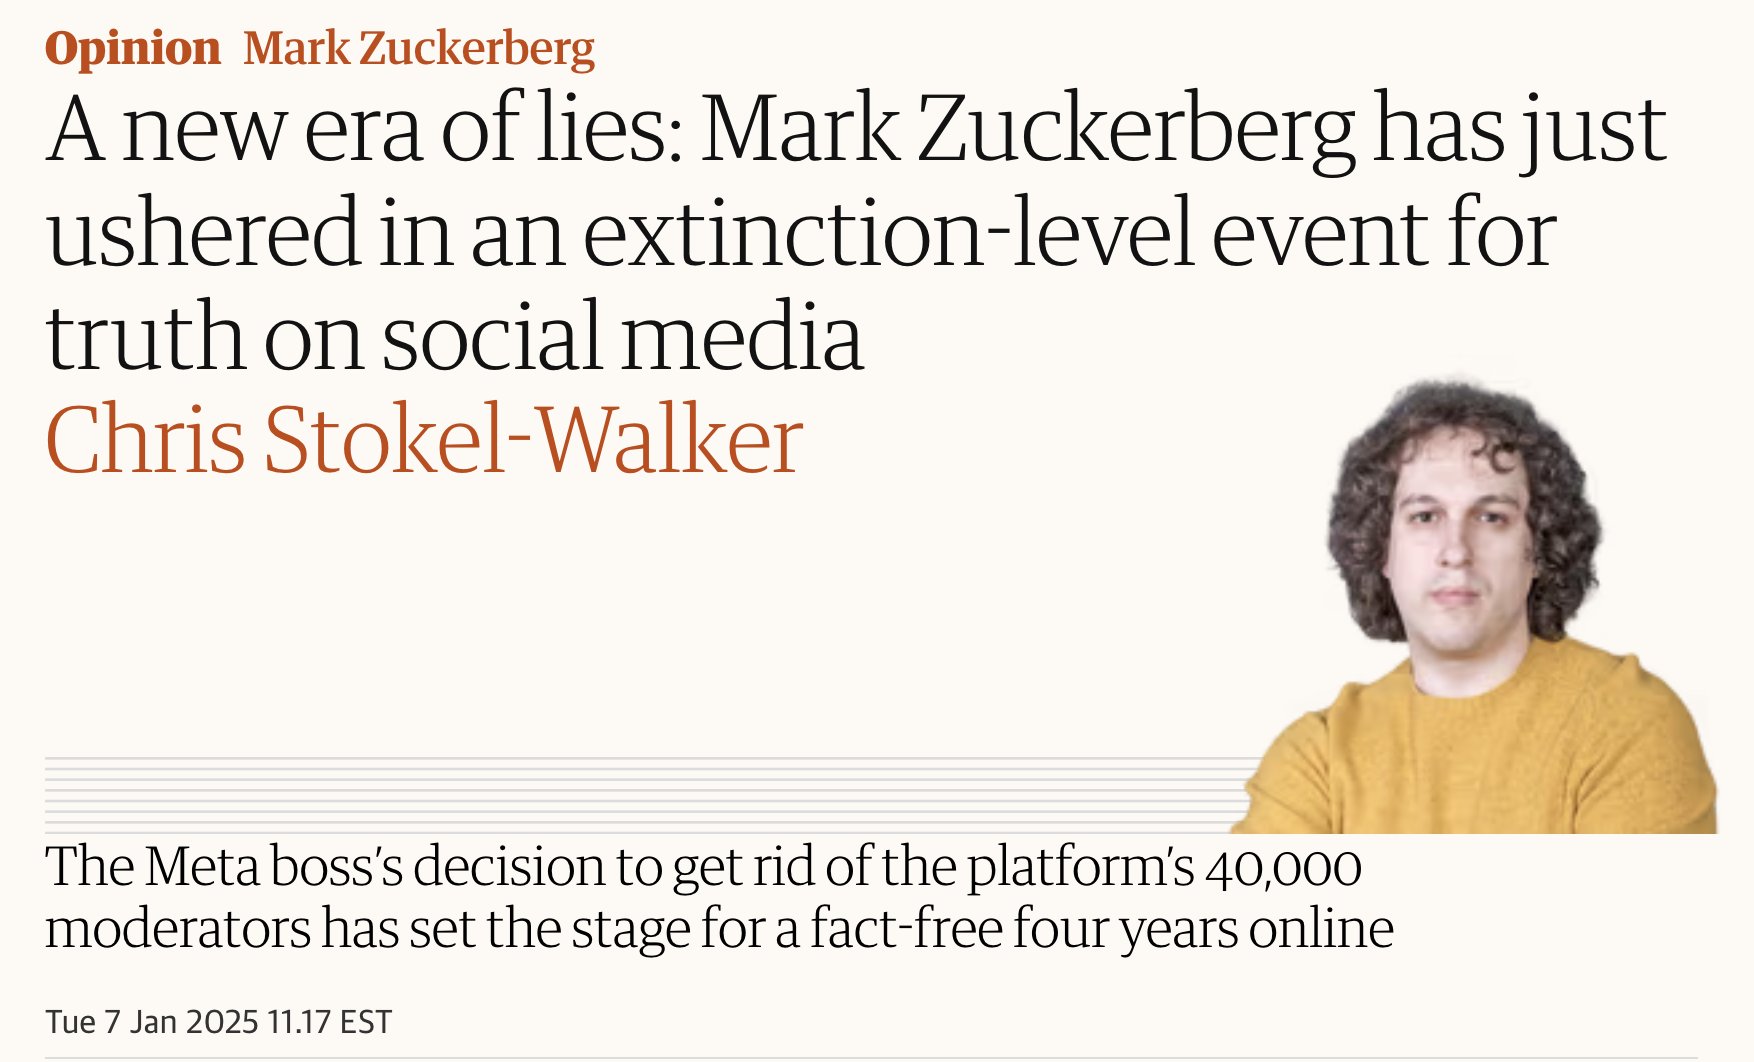 Opinion Mark Zuckerberg
A new era of lies: Mark Zuckerberg has just
ushered in an extinction-level event for
truth on social media
Chris Stokel-Walker
The Meta boss’s decision to get rid of the platform’s 40,000
moderators has set the stage for a fact-free four years online
Tue 7 Jan 2025 11.17 EST